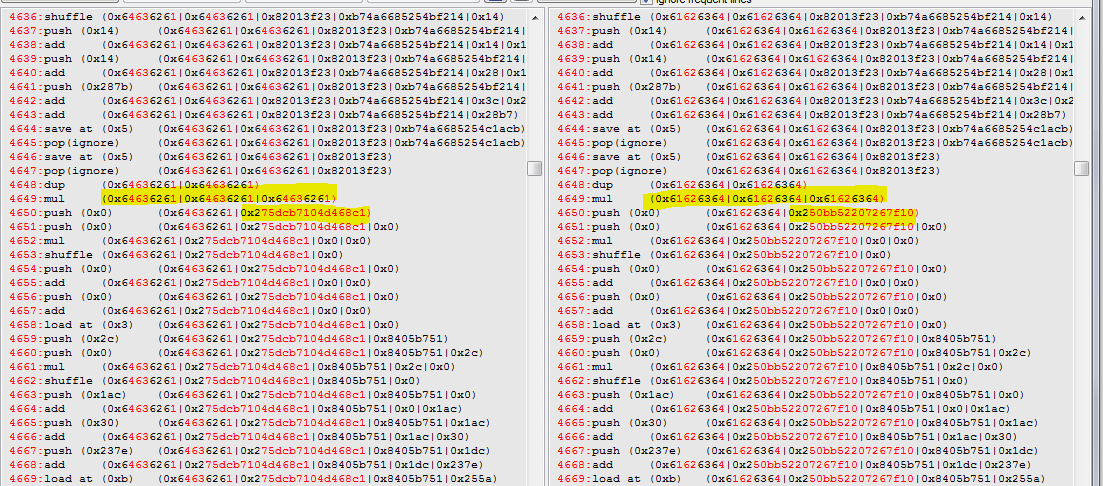 ignore frequent lines
4636:shuffle (0x64636261|0x64636261|0x82013f23|0xb74a6685254bf214|0x14)
4637:push (0x14) (0x64636261|0x64636261|0x82013f23|0xb74a6685254bf214|
4638:add (0x64636261|0x64636261|0x82013f23|0xb74a6685254bf214|0x14|0x1
4639:push (0x14) (0x64636261|0x64636261|0x82013f23|0xb74a6685254bf214|
4640:add (0x64636261|0x64636261|0x82013f23|0xb74a6685254bf214|0x28|0x1
4641:push (0x287b) (0x64636261|0x64636261|0x82013f23|0xb74a6685254bf214|
4642:add (0x64636261|0x64636261|0x82013f23|0xb74a6685254bf214|0x3c|0x2
4643:add (0x64636261|0x64636261|0x82013f23|0xb74a6685254bf214|0x28b7)
4644:save at (0x5) (0x64636261|0x64636261|0x82013f23|0xb74a6685254c1acb)
4645:pop(ignore) (0x64636261|0x64636261|0x82013f23|0xb74a6685254c1acb)
4646:save at (0x5) (0x64636261|0x64636261|0x82013f23)
4647:pop(ignore) (0x64636261|0x64636261|0x82013f23)
4648:dup (0x64636261|0x64636261)
4649:mul (0x64636261|0x64636261|0x64636261)
4650:push (0x0) (0x64636261|0x275dcb7104d468c1)
4651:push (0x0) (0x64636261|0x275dcb7104d468c1|0x0)
4652:mul (0x64636261|0x275dcb7104d468c1|0x0|0x0)
4653:shuffle (0x64636261|0x275dcb7104d468c1|0x0)
4654:push (0x0) (0x64636261|0x275dcb7104d468c1|0x0)
4655:add (0x64636261|0x275dcb7104d468c1|0x0|0x0)
4656:push (0x0) (0x64636261|0x275dcb7104d468c1|0x0)
4657:add (0x64636261|0x275dcb7104d468c1|0x0|0x0)
4658:load at (0x3) (0x64636261|0x275dcb7104d468c1|0x0)
4659:push (0x2c) (0x64636261|0x275dcb7104d468c1|0x8405b751)
4660:push (0x0) (0x64636261|0x275dcb7104d468c1|0x8405b751|0x2c)
4661:mul (0x64636261|0x275dcb7104d468c1|0x8405b751|0x2c|0x0)
4662:shuffle (0x64636261|0x275dcb7104d468c1|0x8405b751|0x0)
4663:push (0x1ac) (0x64636261|0x275dcb7104d468c1|0x8405b751|0x0)
4664:add (0x64636261|0x275dcb7104d468c1|0x8405b751|0x0|0x1ac)
4665:push (0x30) (0x64636261|0x275dcb7104d468c1|0x8405b751|0x1ac)
4666:add (0x64636261|0x275dcb7104d468c1|0x8405b751|0x1ac|0x30)
4667:push (0x237e) (0x64636261|0x275dcb7104d468c1|0x8405b751|0x1dc)
4668:add (0x64636261|0x275dcb7104d468c1|0x8405b751|0x1dc|0x237e)
4669:load at (0xb) (0x64636261|0x275dcb7104d468c1|0x8405b751|0x255a)
4636:shuffle (0x61626364|0x61626364|0x82013f23|0xb74a6685254bf214|0x14)
4637:push (0x14) (0x61626364|0x61626364|0x82013f23|0xb74a6685254bf214|
4638:add (0x61626364|0x61626364|0x82013f23|0xb74a6685254bf214|0x14|0x1
4639:push (0x14) (0x61626364|0x61626364|0x82013f23|0xb74a6685254bf214|
4640:add (0x61626364|0x61626364|0x82013f23|0xb74a6685254bf214|0x28|0x1
4641:push (0x287b) (0x61626364|0x61626364|0x82013f23|0xb74a6685254bf214|
4642:add (0x61626364|0x61626364|0x82013f23|0xb74a6685254bf214|0x3c|0x2
4643:add (0x61626364|0x61626364|0x82013f23|0xb74a6685254bf214|0x28b7)
4644:save at (0x5) (0x61626364|0x61626364|0x82013f23|0xb74a6685254c1acb)
4645:pop(ignore) (0x61626364|0x61626364|0x82013f23|0xb74a6685254c1acb)
4646:save at (0x5) (0x61626364|0x61626364|0x82013f23)
4647:pop(ignore) (0x61626364|0x61626364|0x82013f23)
4648:dup (0x61626364|0x61626364)
4649:mul (0x61626364|0x61626364|0x61626364)
4650:push (0x0) (0x61626364|0x250bb52207267f10)
4651:push (0x0) (0x61626364|0x250bb52207267f10|0x0)
4652:mul (0x61626364|0x250bb52207267f10|0x0|0x0)
4653:shuffle (0x61626364|0x250bb52207267f10|0x0)
4654:push (0x0) (0x61626364|0x250bb52207267f10|0x0)
4655:add (0x61626364|0x250bb52207267f10|0x0|0x0)
4656:push (0x0) (0x61626364|0x250bb52207267f10|0x0)
4657:add (0x61626364|0x250bb52207267f10|0x0|0x0)
4658:load at (0x3) (0x61626364|0x250bb52207267f10|0x0)
4659:push (0x2c) (0x61626364|0x250bb52207267f10|0x8405b751)
4660:push (0x0) (0x61626364|0x250bb52207267f10|0x8405b751|0x2c)
4661:mul (0x61626364|0x250bb52207267f10|0x8405b751|0x2c|0x0)
4662:shuffle (0x61626364|0x250bb52207267f10|0x8405b751|0x0)
4663:push (0x1ac) (0x61626364|0x250bb52207267f10|0x8405b751|0x0)
4664:add (0x61626364|0x250bb52207267f10|0x8405b751|0x0|0x1ac)
4665:push (0x30) (0x61626364|0x250bb52207267f10|0x8405b751|0x1ac)
4666:add (0x61626364|0x250bb52207267f10|0x8405b751|0x1ac|0x30)
4667:push (0x237e) (0x61626364|0x250bb52207267f10|0x8405b751|0x1dc)
4668:add (0x61626364|0x250bb52207267f10|0x8405b751|0x1dc|0x237e)
4669:load at (0xb) (0x61626364|0x250bb52207267f10|0x8405b751|0x255a)